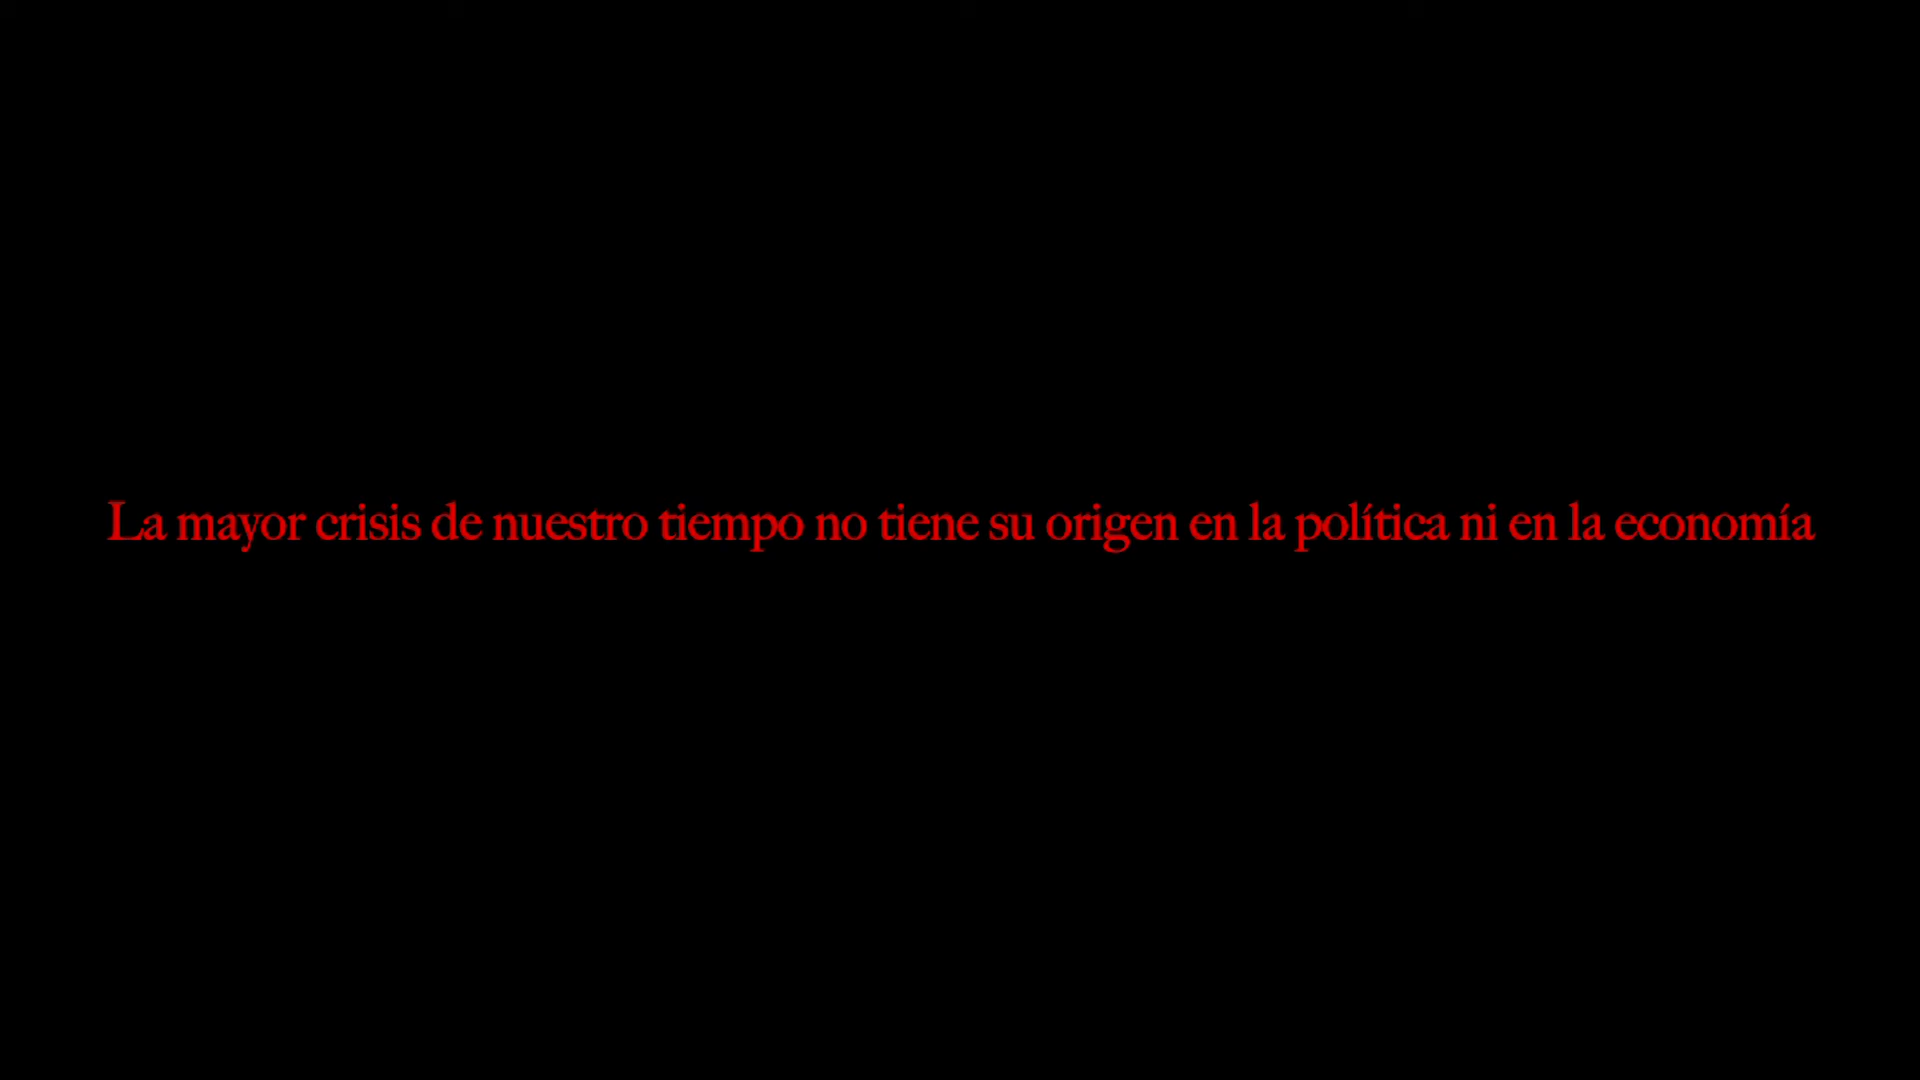 La mayor crisis de nuestro tiempo no tiene su origen en la política ni en la economía